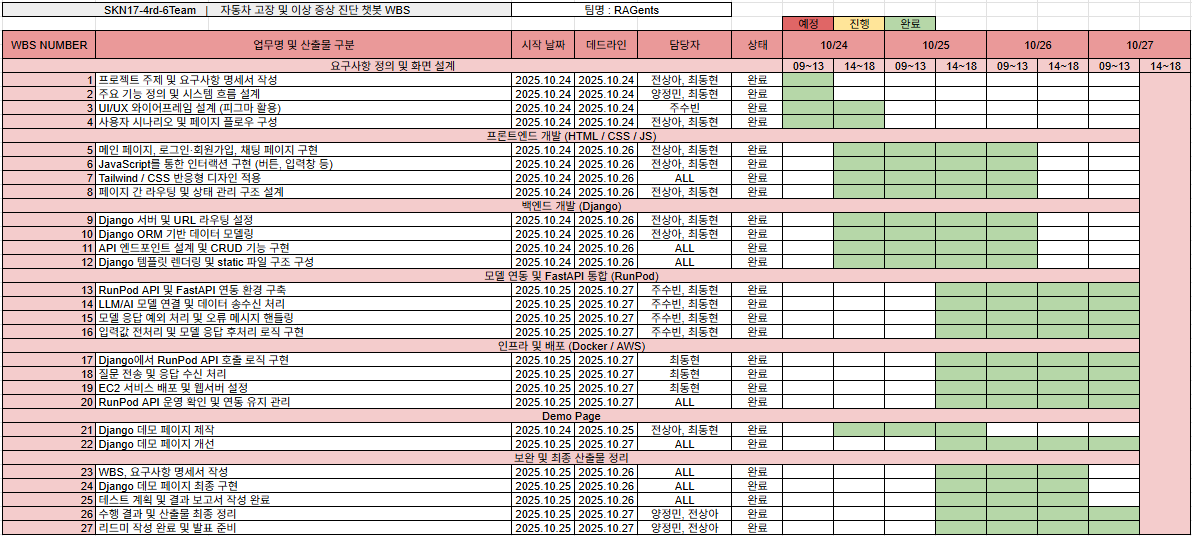 SKN17-4rd-6Team | 자동차 고장 및 이상 증상 진단 챗봇 WBS 팀명 : RAGents
예정 진행 완료
WBS NUMBER 업무명 및 산출물 구분 시작 날짜 데드라인 담당자 상태 10/24 10/25 10/26 10/27
요구사항 정의 및 화면 설계 09~13 14~18 09~13 14~18 09~13 14~18 09~13 14~18
1 프로젝트 주제 및 요구사항 명세서 작성 2025.10.24 2025.10.24 전상아, 최동현 완료
2 주요 기능 정의 및 시스템 흐름 설계 2025.10.24 2025.10.24 양정민, 최동현 완료
3 UI/UX 와이어프레임 설계 (피그마 활용) 2025.10.24 2025.10.24 주수빈 완료
4 사용자 시나리오 및 페이지 플로우 구성 2025.10.24 2025.10.24 전상아, 최동현 완료
프론트엔드 개발 (HTML / CSS / JS)
5 메인 페이지, 로그인·회원가입, 채팅 페이지 구현 2025.10.24 2025.10.26 전상아, 최동현 완료
6 JavaScript를 통한 인터랙션 구현 (버튼, 입력창 등) 2025.10.24 2025.10.26 전상아, 최동현 완료
7 Tailwind / CSS 반응형 디자인 적용 2025.10.24 2025.10.26 ALL 완료
8 페이지 간 라우팅 및 상태 관리 구조 설계 2025.10.24 2025.10.26 전상아, 최동현 완료
백엔드 개발 (Django)
9 Django 서버 및 URL 라우팅 설정 2025.10.24 2025.10.26 전상아, 최동현 완료
10 Django ORM 기반 데이터 모델링 2025.10.24 2025.10.26 전상아, 최동현 완료
11 API 엔드포인트 설계 및 CRUD 기능 구현 2025.10.24 2025.10.26 ALL 완료
12 Django 템플릿 렌더링 및 static 파일 구조 구성 2025.10.24 2025.10.26 ALL 완료
모델 연동 및 FastAPI 통합 (RunPod)
13 RunPod API 및 FastAPI 연동 환경 구축 2025.10.25 2025.10.27 주수빈, 최동현 완료
14 LLM/AI 모델 연결 및 데이터 송수신 처리 2025.10.25 2025.10.27 주수빈, 최동현 완료
15 모델 응답 예외 처리 및 오류 메시지 핸들링 2025.10.25 2025.10.27 주수빈, 최동현 완료
16 입력값 전처리 및 모델 응답 후처리 로직 구현 2025.10.25 2025.10.27 주수빈, 최동현 완료
인프라 및 배포 (Docker / AWS)
17 Django에서 RunPod API 호출 로직 구현 2025.10.25 2025.10.27 최동현 완료
18 질문 전송 및 응답 수신 처리 2025.10.25 2025.10.27 최동현 완료
19 EC2 서비스 배포 및 웹서버 설정 2025.10.25 2025.10.27 최동현 완료
20 RunPod API 운영 확인 및 연동 유지 관리 2025.10.25 2025.10.27 ALL 완료
Demo Page
21 Django 데모 페이지 제작 2025.10.24 2025.10.25 전상아, 최동현 완료
22 Django 데모 페이지 개선 2025.10.25 2025.10.27 ALL 완료
보완 및 최종 산출물 정리
23 WBS, 요구사항 명세서 작성 2025.10.25 2025.10.26 ALL 완료
24 Django 데모 페이지 최종 구현 2025.10.25 2025.10.26 ALL 완료
25 테스트 계획 및 결과 보고서 작성 완료 2025.10.25 2025.10.26 ALL 완료
26 수행 결과 및 산출물 최종 정리 2025.10.25 2025.10.27 양정민, 전상아 완료
27 리드미 작성 완료 및 발표 준비 2025.10.25 2025.10.27 양정민, 전상아 완료